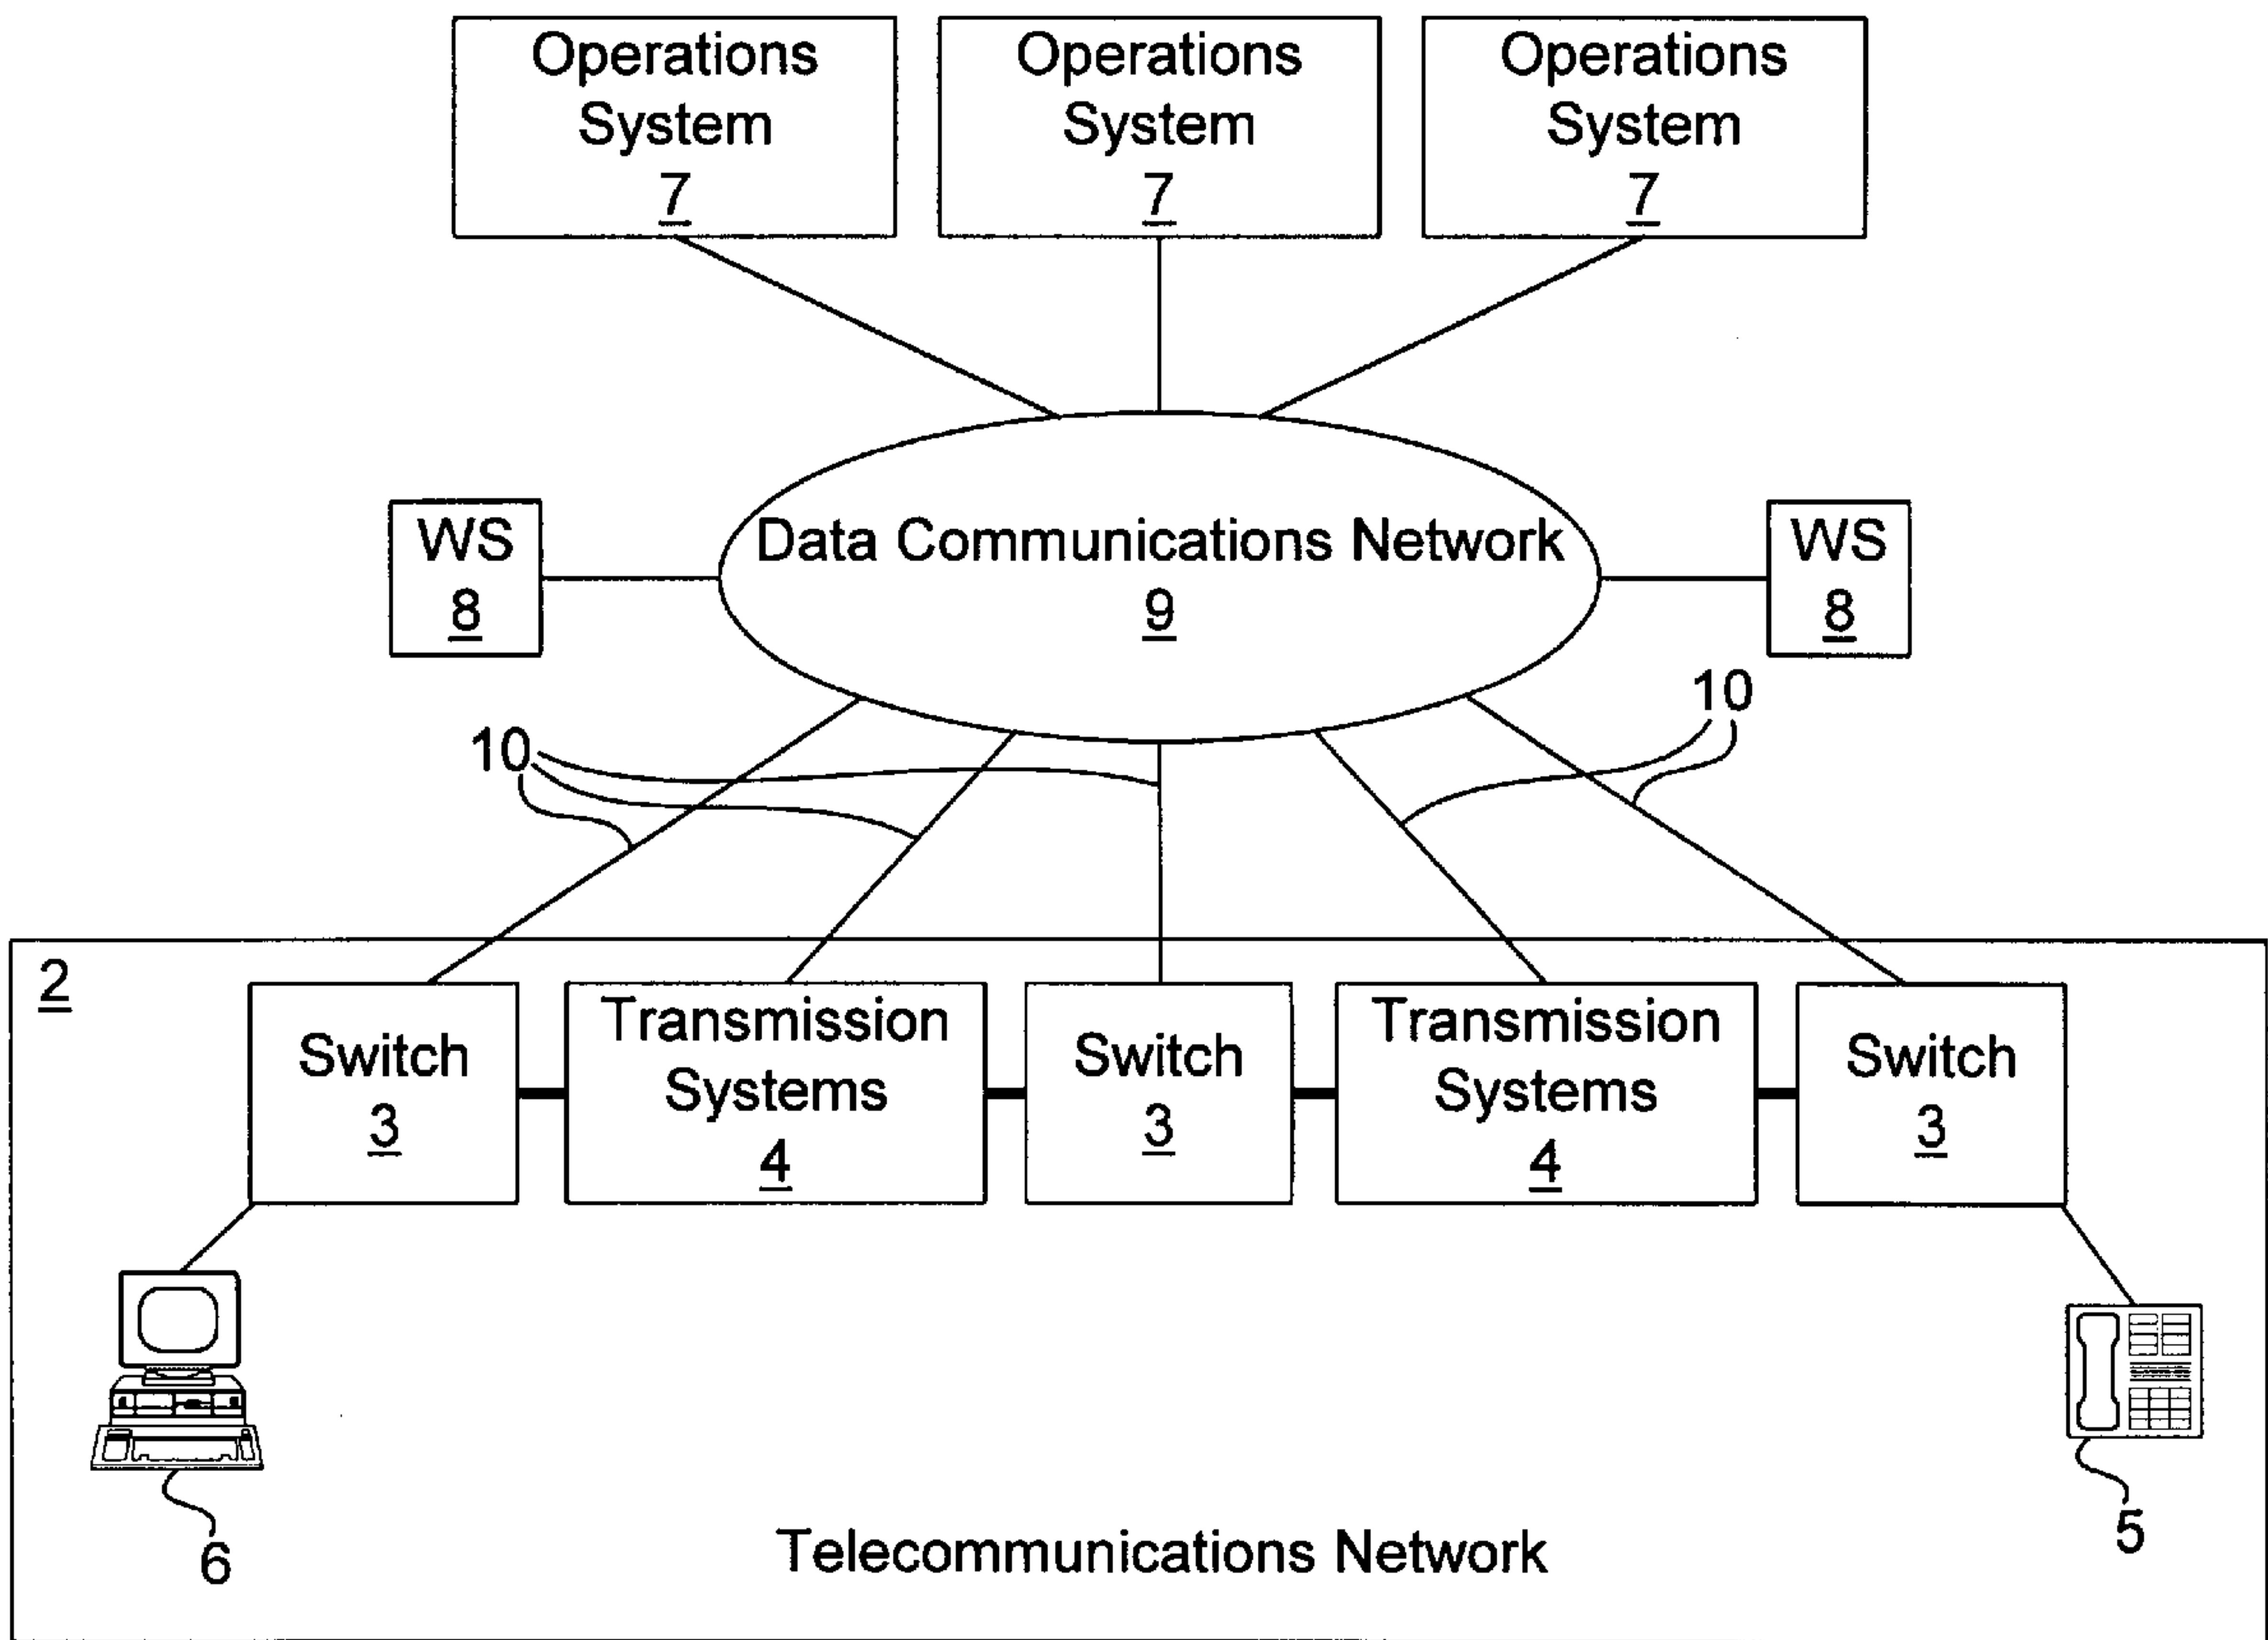 Operations
System
7
Operations
System
7
Operations
System
7
WS
8
Data Communications Network
9
WS
8
10
10
2
Switch
3
Transmission
Systems
4
Switch
3
Transmission
Systems
4
Switch
3
6
5
Telecommunications Network